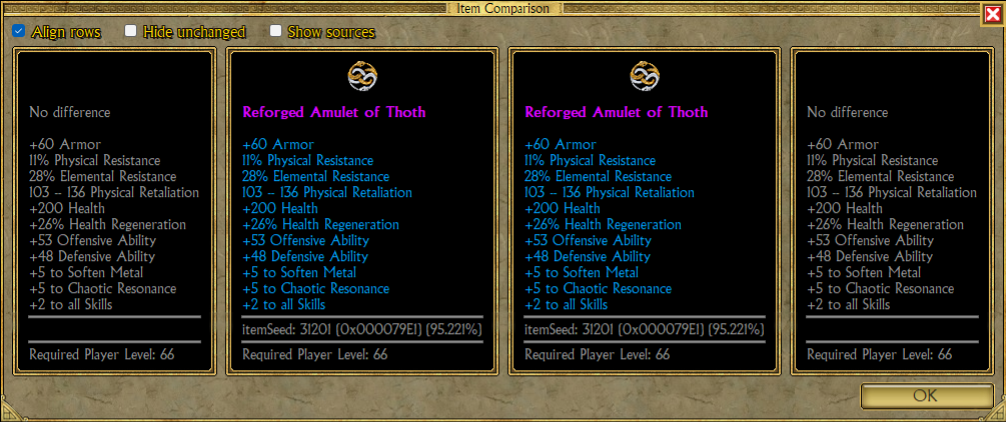 Item Comparison
Align rows
Hide unchanged
Show sources
No difference
+60 Armor
11% Physical Resistance
28% Elemental Resistance
103 – 136 Physical Retaliation
+200 Health
+26% Health Regeneration
+53 Offensive Ability
+48 Defensive Ability
+5 to Soften Metal
+5 to Chaotic Resonance
+2 to all Skills
Required Player Level: 66
Reforged Amulet of Thoth
+60 Armor
11% Physical Resistance
28% Elemental Resistance
103 – 136 Physical Retaliation
+200 Health
+26% Health Regeneration
+53 Offensive Ability
+48 Defensive Ability
+5 to Soften Metal
+5 to Chaotic Resonance
+2 to all Skills
itemSeed: 31201 (0x000079E1) (95.221%)
Required Player Level: 66
Reforged Amulet of Thoth
+60 Armor
11% Physical Resistance
28% Elemental Resistance
103 – 136 Physical Retaliation
+200 Health
+26% Health Regeneration
+53 Offensive Ability
+48 Defensive Ability
+5 to Soften Metal
+5 to Chaotic Resonance
+2 to all Skills
itemSeed: 31201 (0x000079E1) (95.221%)
Required Player Level: 66
No difference
+60 Armor
11% Physical Resistance
28% Elemental Resistance
103 – 136 Physical Retaliation
+200 Health
+26% Health Regeneration
+53 Offensive Ability
+48 Defensive Ability
+5 to Soften Metal
+5 to Chaotic Resonance
+2 to all Skills
Required Player Level: 66
OK